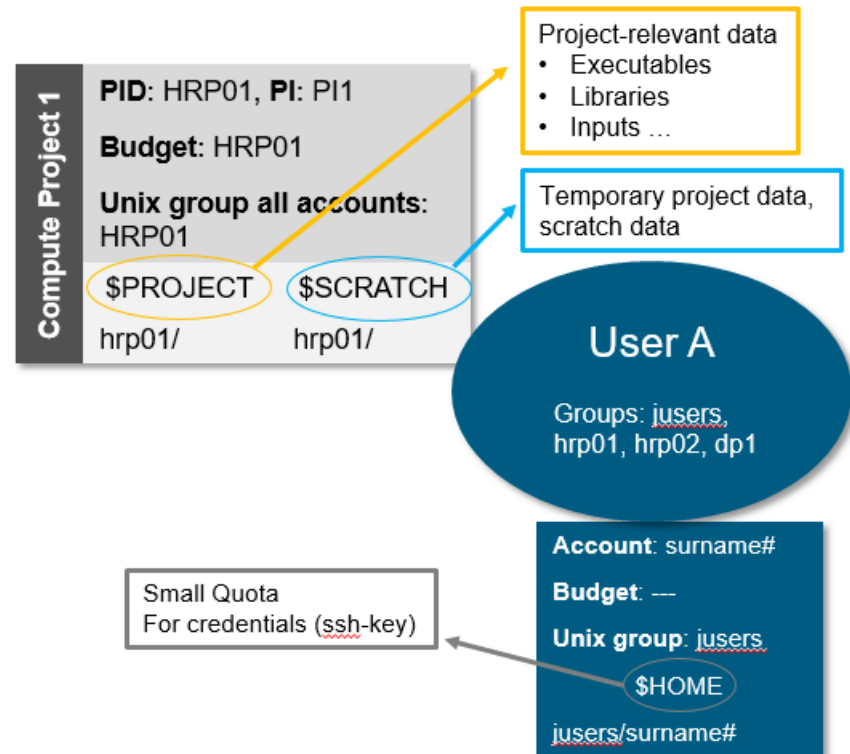 Compute Project 1
PID: HRP01, PI: PI1
Budget: HRP01
Unix group all accounts:
HRP01
$PROJECT
$SCRATCH
hrp01/
hrp01/
Project-relevant data
• Executables
• Libraries
• Inputs ...
Temporary project data,
scratch data
User A
Groups: jusers,
hrp01, hrp02, dp1
Account: surname#
Budget: ---
Unix group: jusers
$HOME
jusers/surname#
Small Quota
For credentials (ssh-key)